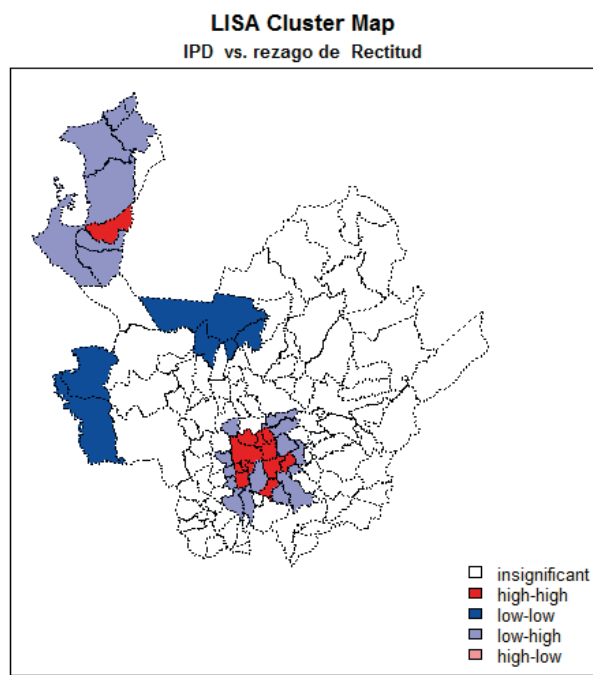 LISA Cluster Map
IPD vs. rezago de Rectitud
insignificant
high-high
low-low
low-high
high-low